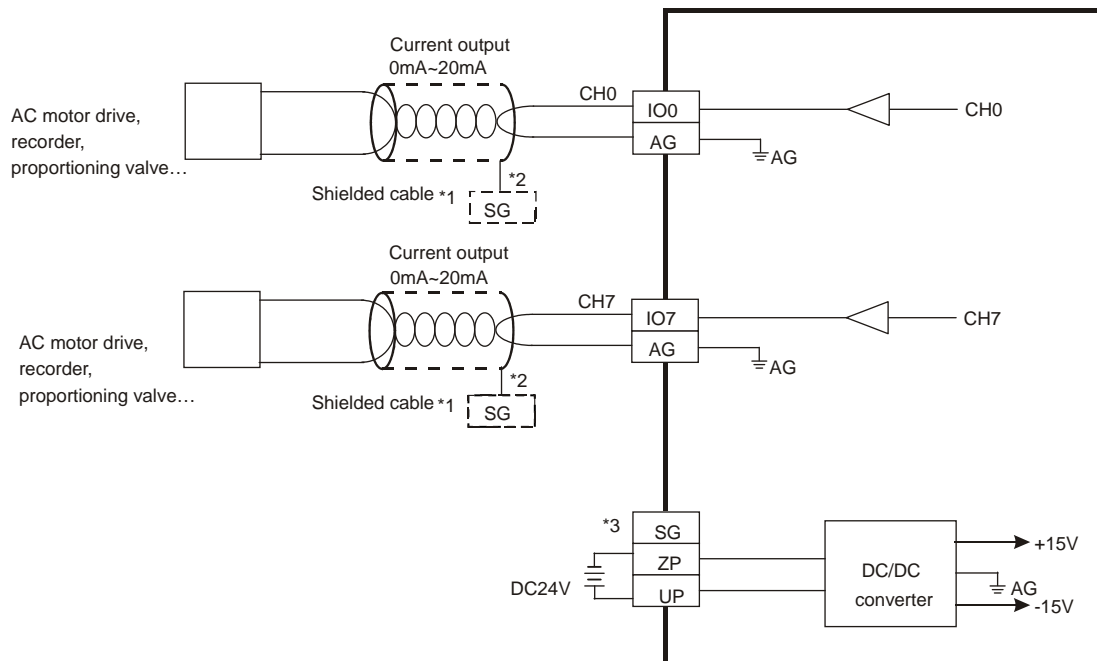 Current output
0mA~20mA
AC motor drive,
recorder,
proportioning valve…
CH0
IO0
AG
AG
CH0
Shielded cable *1
*2
SG
Current output
0mA~20mA
AC motor drive,
recorder,
proportioning valve…
CH7
IO7
AG
AG
CH7
Shielded cable *1
*2
SG
*3
SG
ZP
UP
DC24V
DC/DC
converter
+15V
AG
-15V